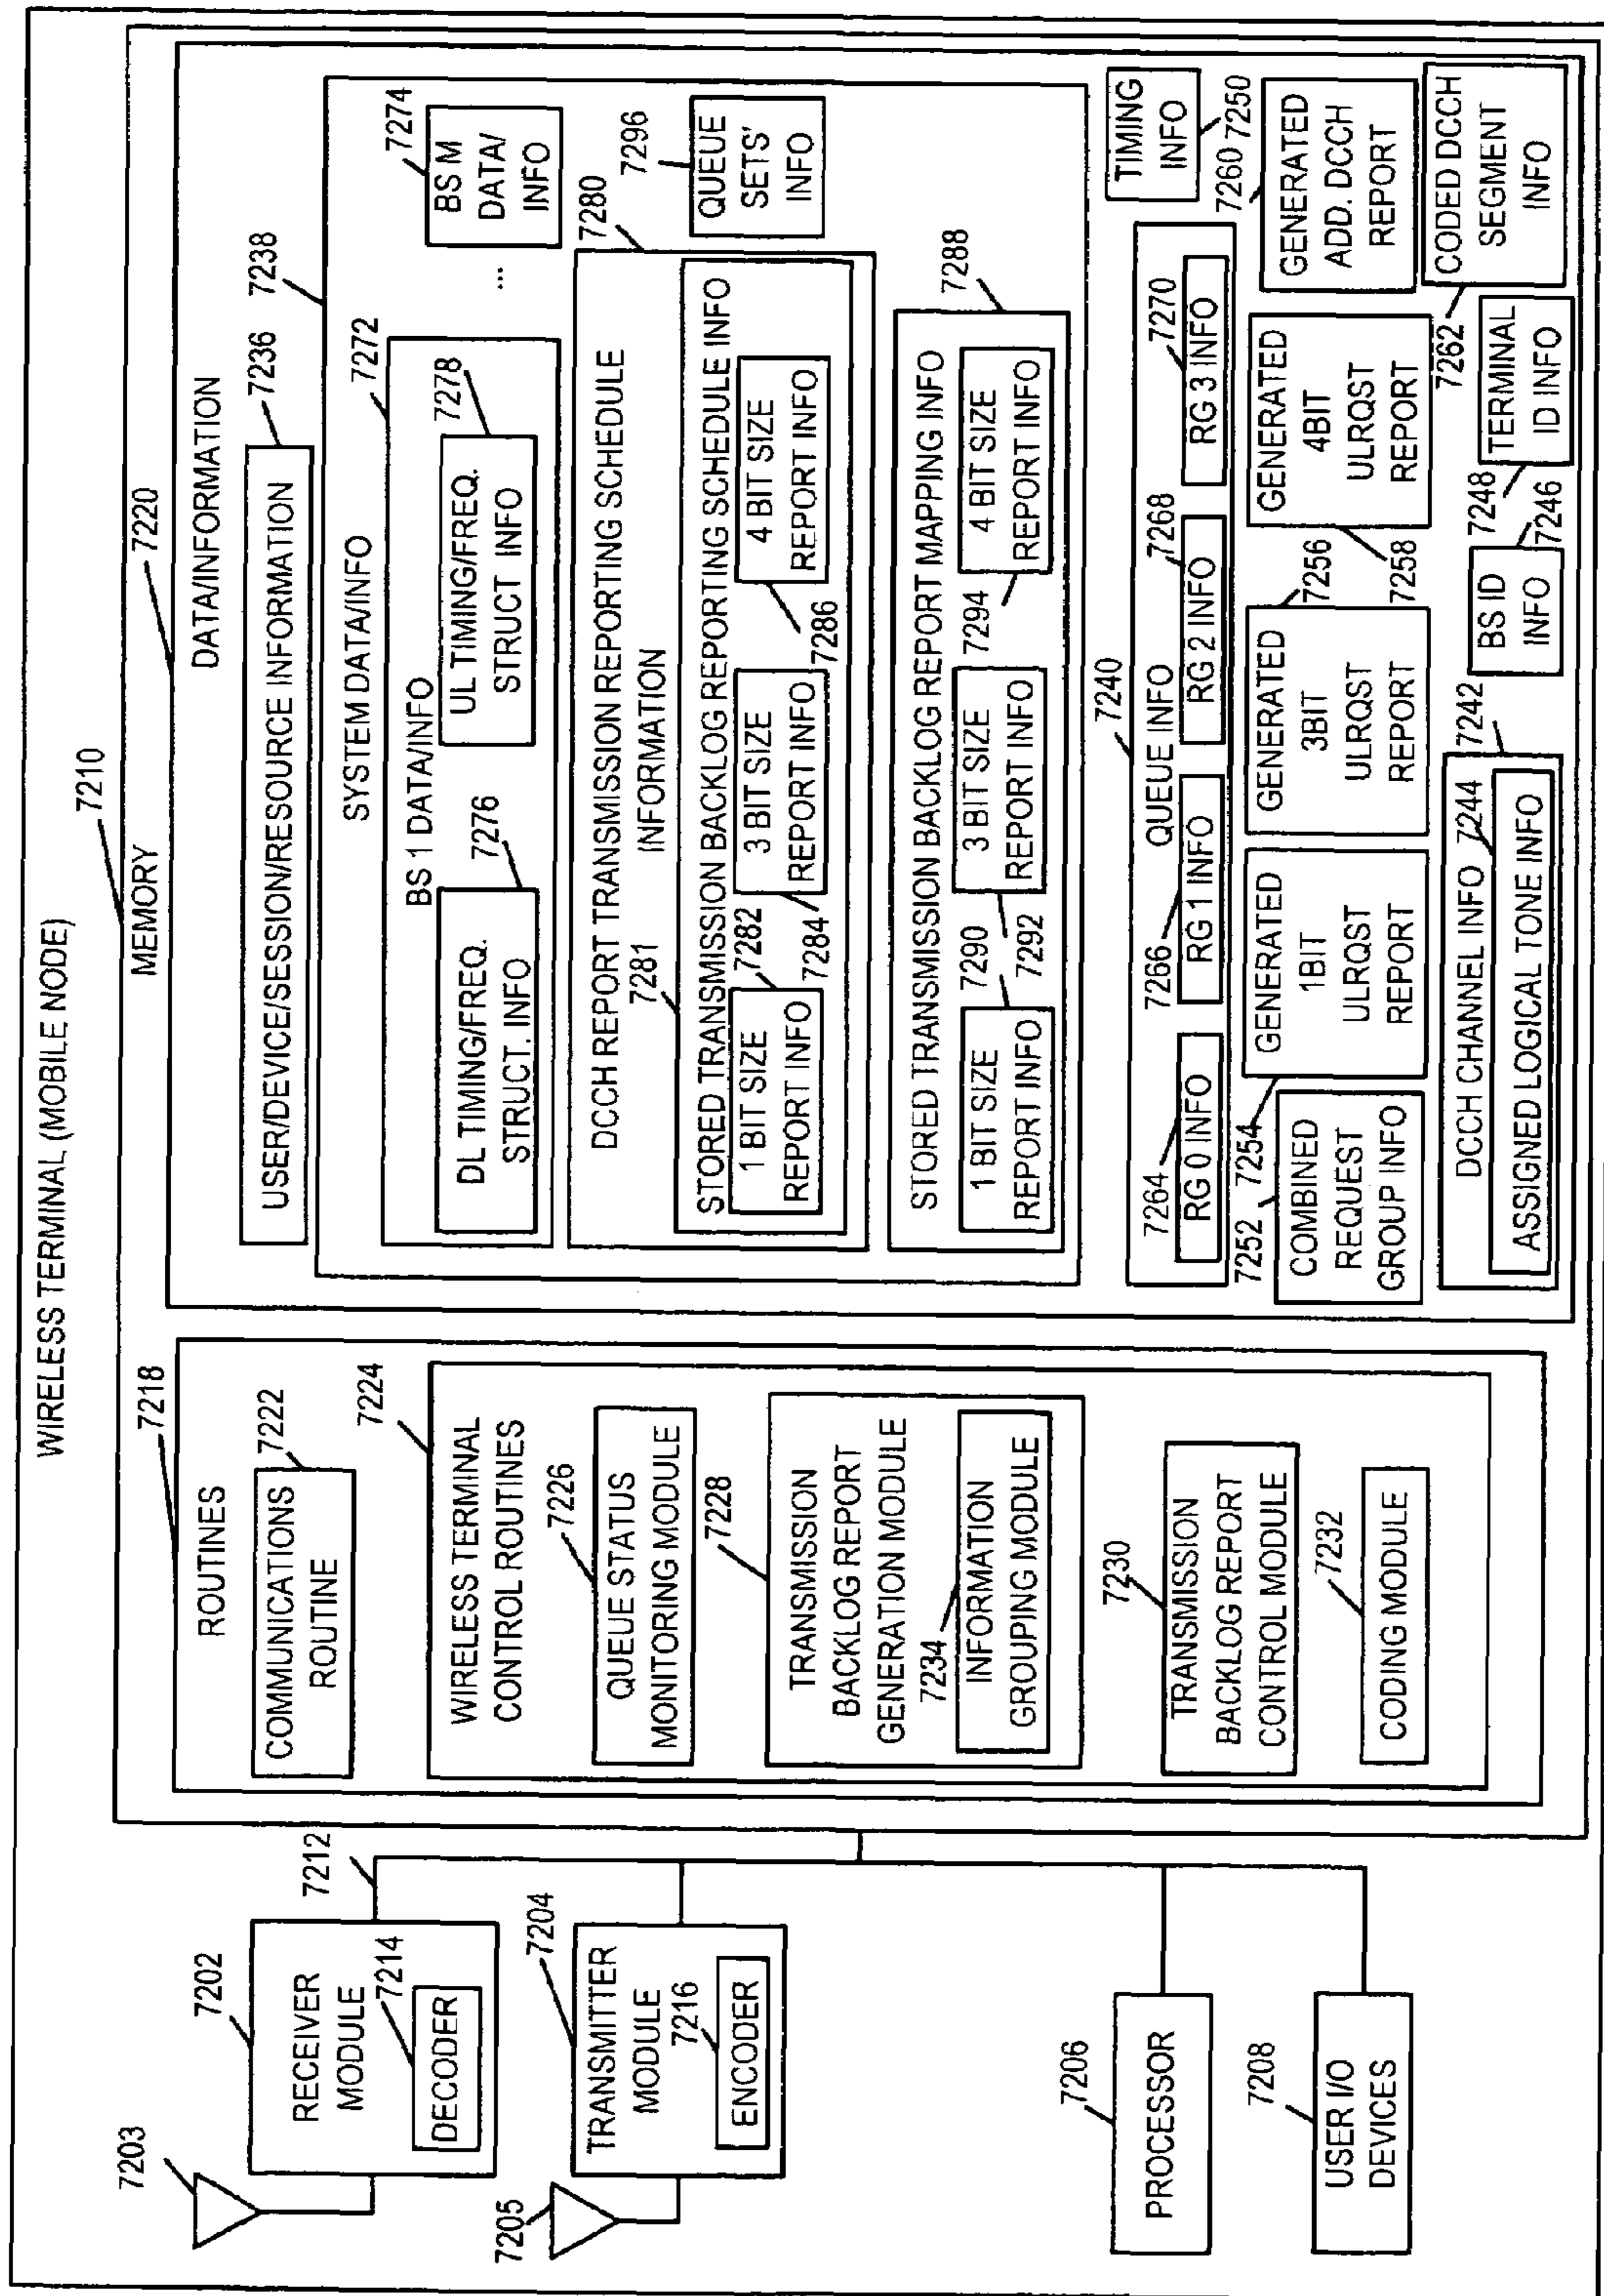 WIRELESS TERMINAL (MOBILE NODE)
7203
7202
RECEIVER
MODULE
7214
DECODER
7212
7205
7204
TRANSMITTER
MODULE
7216
ENCODER
7206
PROCESSOR
7208
USER I/O
DEVICES
7210
MEMORY
7218
ROUTINES
COMMUNICATIONS
ROUTINE
7222
7224
WIRELESS TERMINAL
CONTROL ROUTINES
7226
QUEUE STATUS
MONITORING MODULE
7228
TRANSMISSION
BACKLOG REPORT
GENERATION MODULE
7234
INFORMATION
GROUPING MODULE
7230
TRANSMISSION
BACKLOG REPORT
CONTROL MODULE
7232
CODING MODULE
7220
DATA/INFORMATION
7236
USER/DEVICE/SESSION/RESOURCE INFORMATION
7238
SYSTEM DATA/INFO
7272
BS 1 DATA/INFO
7276
DL TIMING/FREQ.
STRUCT. INFO
7278
UL TIMING/FREQ.
STRUCT INFO
...
7274
BS M
DATA/
INFO
7280
DCCH REPORT TRANSMISSION REPORTING SCHEDULE
INFORMATION
7281
STORED TRANSMISSION BACKLOG REPORTING SCHEDULE INFO
7282
1 BIT SIZE
REPORT INFO
7284
3 BIT SIZE
REPORT INFO
7286
4 BIT SIZE
REPORT INFO
7296
QUEUE
SETS'
INFO
7288
STORED TRANSMISSION BACKLOG REPORT MAPPING INFO
7290
1 BIT SIZE
REPORT INFO
7292
3 BIT SIZE
REPORT INFO
7294
4 BIT SIZE
REPORT INFO
7240
QUEUE INFO
7264
RG 0 INFO
7266
RG 1 INFO
7268
RG 2 INFO
7270
RG 3 INFO
TIMING
INFO
7250
7252
COMBINED
REQUEST
GROUP INFO
7254
GENERATED
1BIT
ULRQST
REPORT
7256
GENERATED
3BIT
ULRQST
REPORT
7258
GENERATED
4BIT
ULRQST
REPORT
7260
GENERATED
ADD. DCCH
REPORT
7242
DCCH CHANNEL INFO
7244
ASSIGNED LOGICAL TONE INFO
7246
BS ID
INFO
7248
TERMINAL
ID INFO
7262
CODED DCCH
SEGMENT
INFO